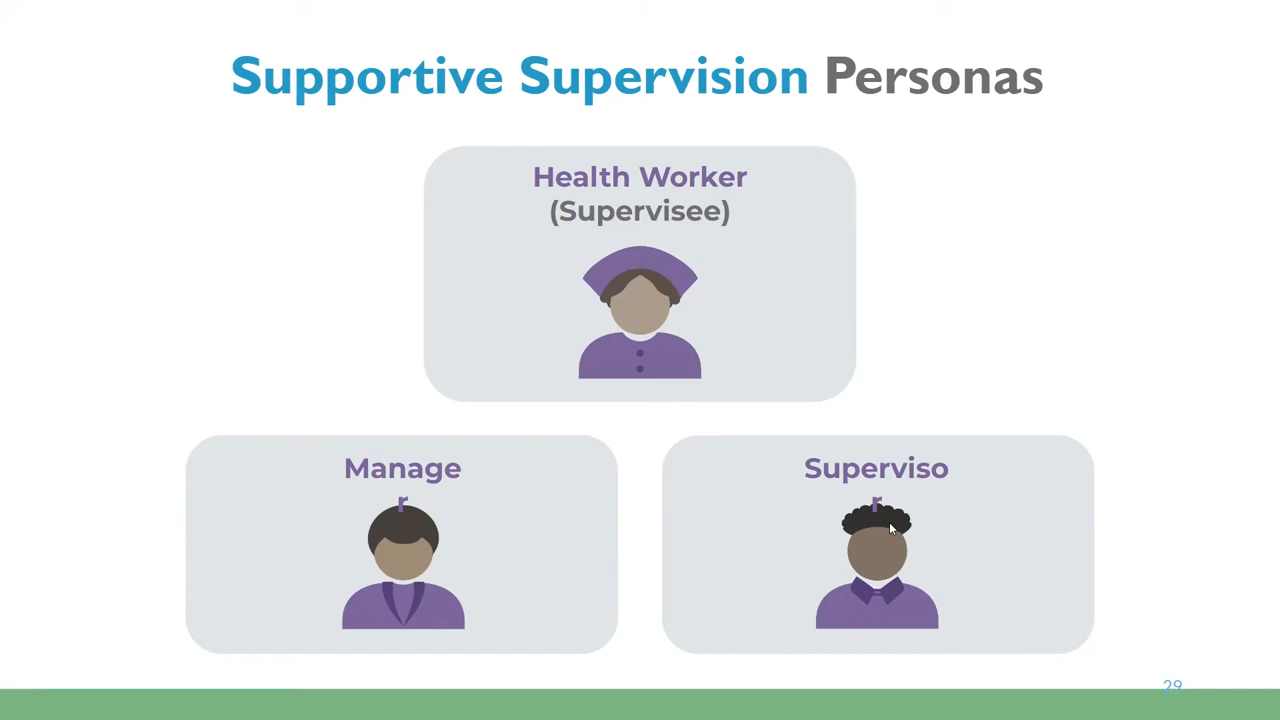 Supportive Supervision Personas
Health Worker
(Supervisee)
Manage
r
Superviso
r
29